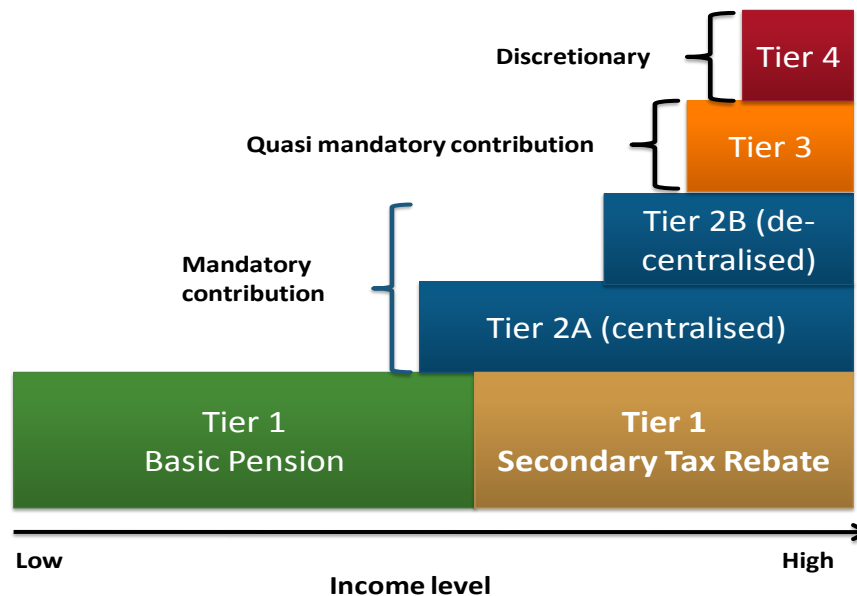 Discretionary
Tier 4
Quasi mandatory contribution
Tier 3
Tier 2B (de-
centralised)
Mandatory
contribution
Tier 2A (centralised)
Tier 1
Basic Pension
Tier 1
Secondary Tax Rebate
Low
High
Income level